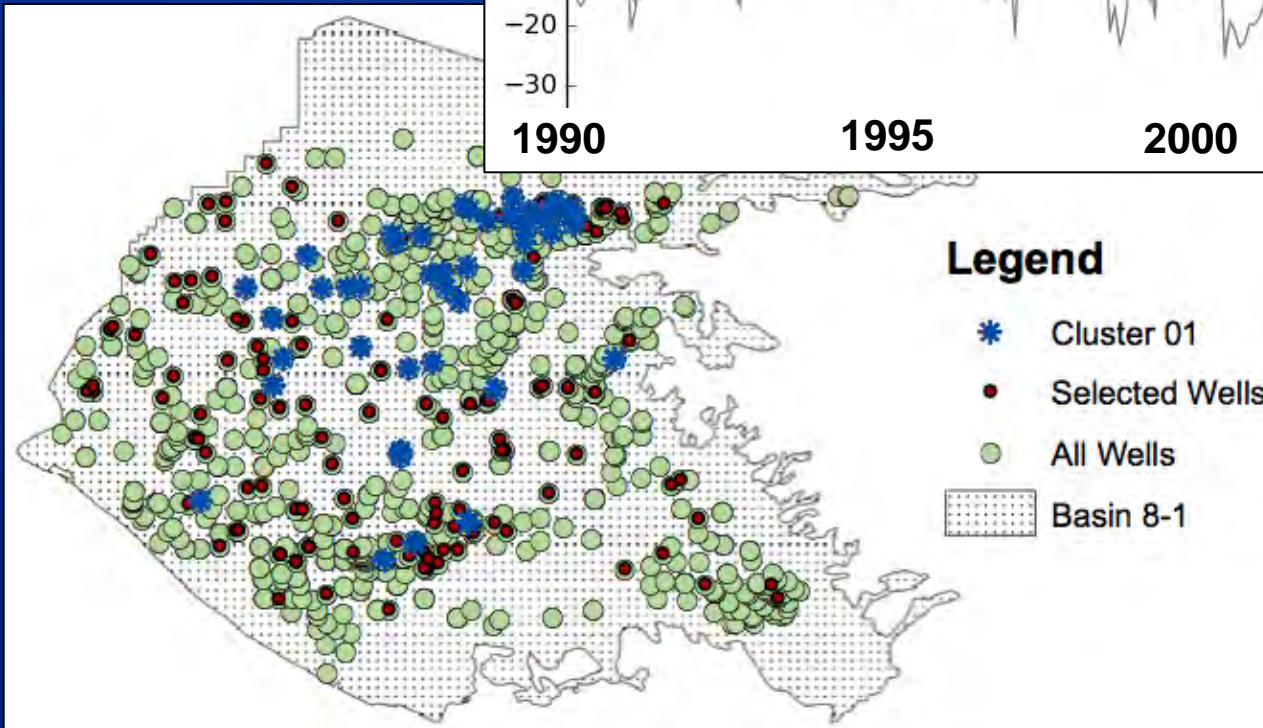 −20
−30
1990 1995 2000
Legend
Cluster 01
Selected Wells
All Wells
Basin 8-1